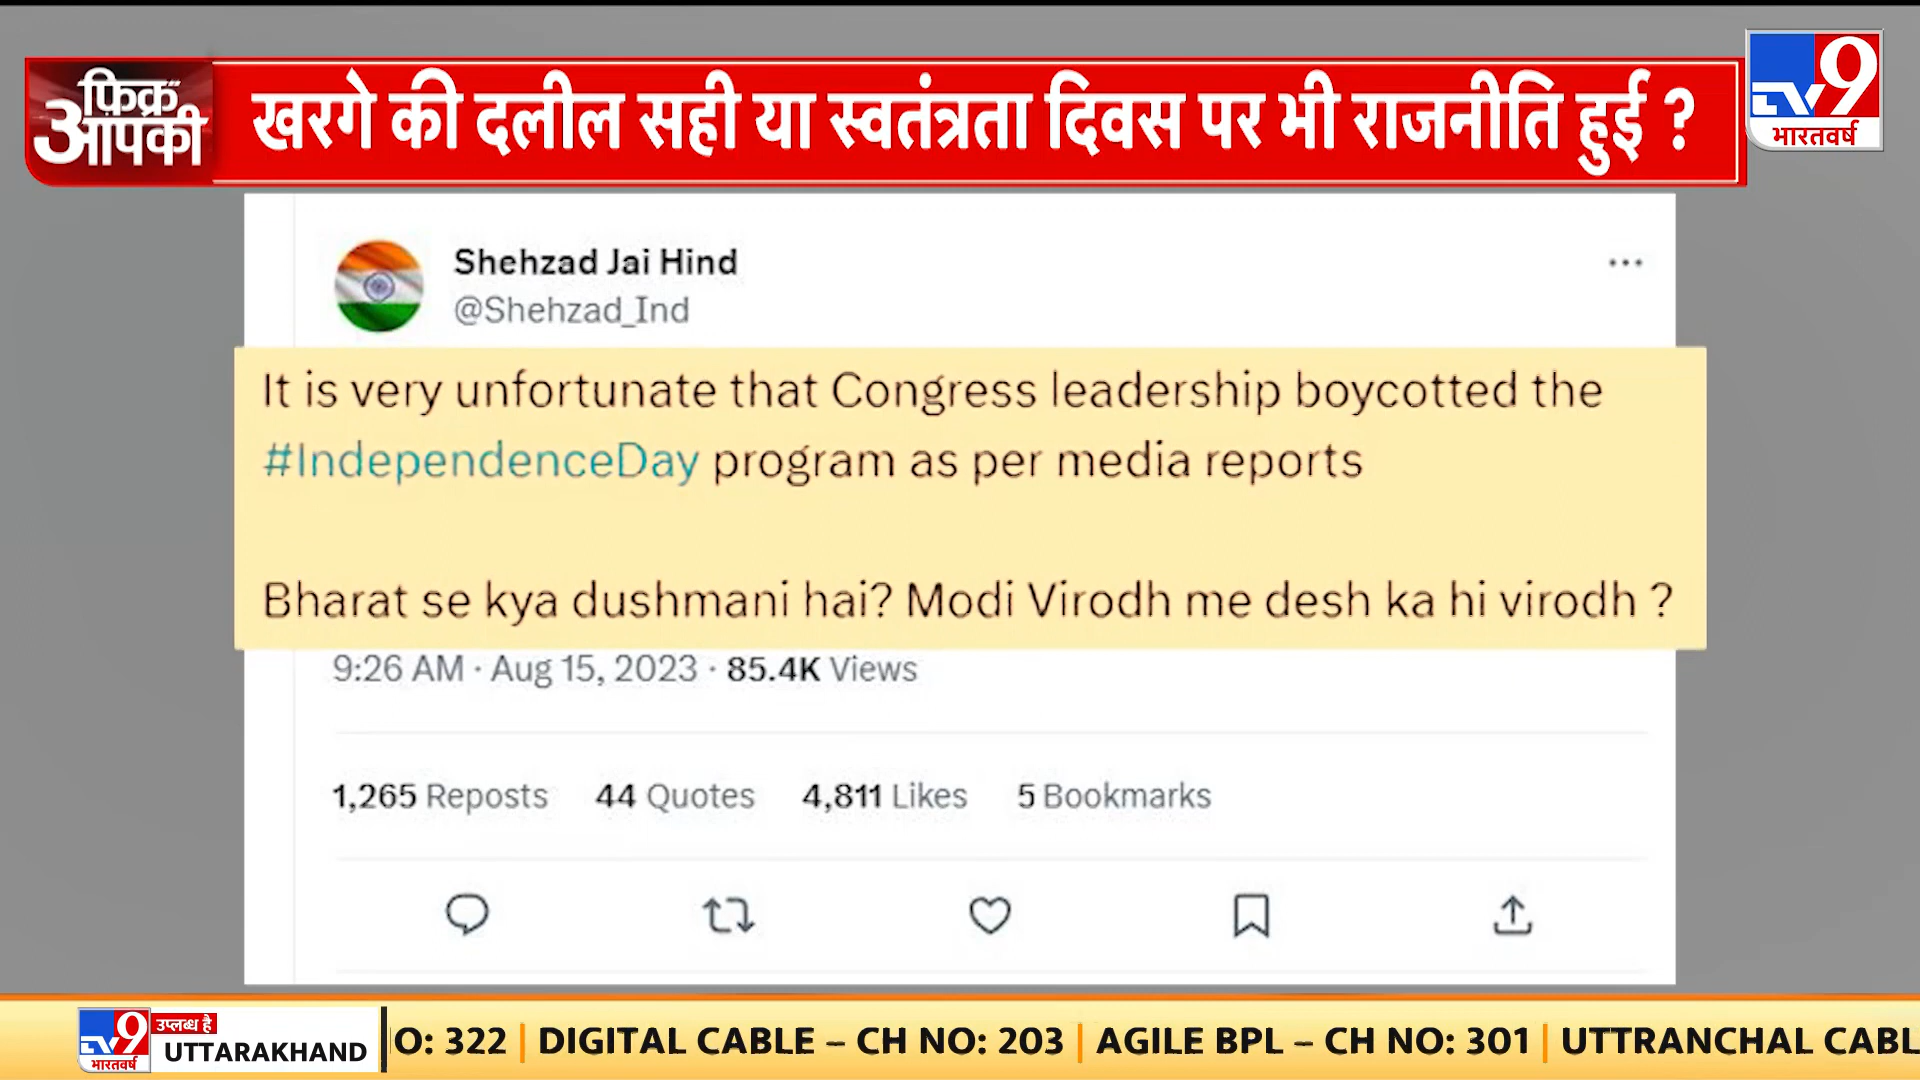 फिक्र आपकी
खरगे की दलील सही या स्वतंत्रता दिवस पर भी राजनीति हुई ?
TV9
भारतवर्ष
Shehzad Jai Hind
@Shehzad_Ind
It is very unfortunate that Congress leadership boycotted the
#IndependenceDay program as per media reports
Bharat se kya dushmani hai? Modi Virodh me desh ka hi virodh ?
9:26 AM · Aug 15, 2023 · 85.4K Views
1,265 Reposts 44 Quotes 4,811 Likes 5 Bookmarks
TV9 भारतवर्ष
उप्लब्ध है
UTTARAKHAND
O: 322 | DIGITAL CABLE – CH NO: 203 | AGILE BPL – CH NO: 301 | UTTRANCHAL CABL